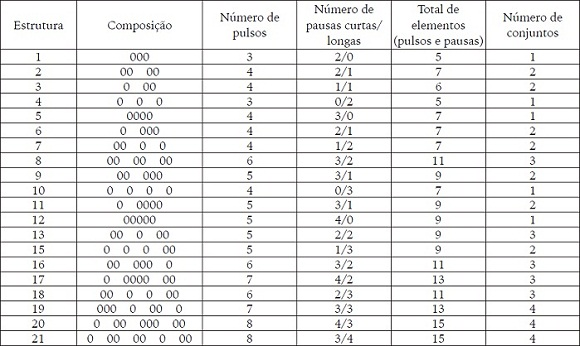 Estrutura Composição Número de pulsos Número de pausas curtas/ longas Total de elementos (pulsos e pausas) Número de conjuntos
1 000 3 2/0 5 1
2 00 00 4 2/1 7 2
3 0 00 4 1/1 6 2
4 0 0 0 3 0/2 5 1
5 0000 4 3/0 7 1
6 0 000 4 2/1 7 2
7 00 0 0 4 1/2 7 2
8 00 00 00 6 3/2 11 3
9 00 000 5 3/1 9 2
10 0 0 0 0 4 0/3 7 1
11 0 0000 5 3/1 9 2
12 00000 5 4/0 9 1
13 00 0 00 5 2/2 9 3
15 0 0 0 00 5 1/3 9 2
16 00 000 0 6 3/2 11 3
17 0 0000 00 7 4/2 13 3
18 00 0 0 00 6 2/3 11 3
19 000 0 00 0 7 3/3 13 4
20 0 00 000 00 8 4/3 15 4
21 0 00 00 0 00 8 3/4 15 4